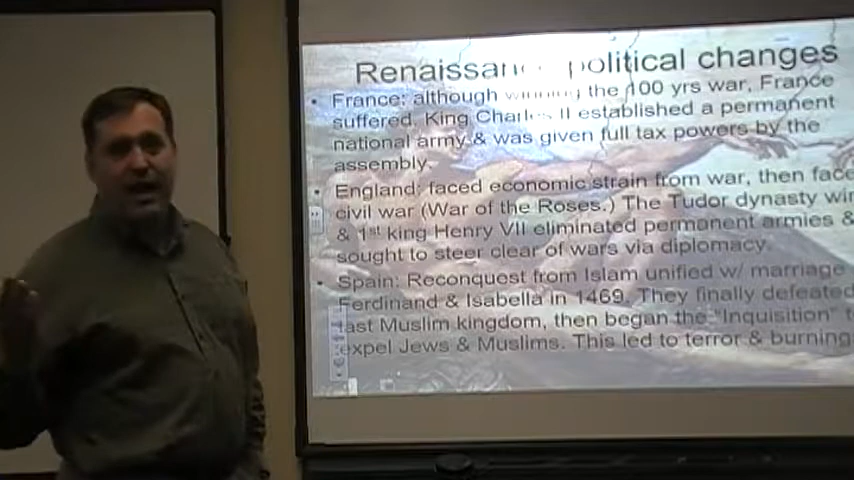 Renaissance political changes
• France: although winning the 100 yrs war, France
suffered. King Charles II established a permanent
national army & was given full tax powers by the
assembly.
• England: faced economic strain from war, then face
civil war (War of the Roses.) The Tudor dynasty win
& 1st king Henry VII eliminated permanent armies &
sought to steer clear of wars via diplomacy.
• Spain: Reconquest from Islam unified w/ marriage
Ferdinand & Isabella in 1469. They finally defeated
last Muslim kingdom, then began the "Inquisition" t
expel Jews & Muslims. This led to terror & burning